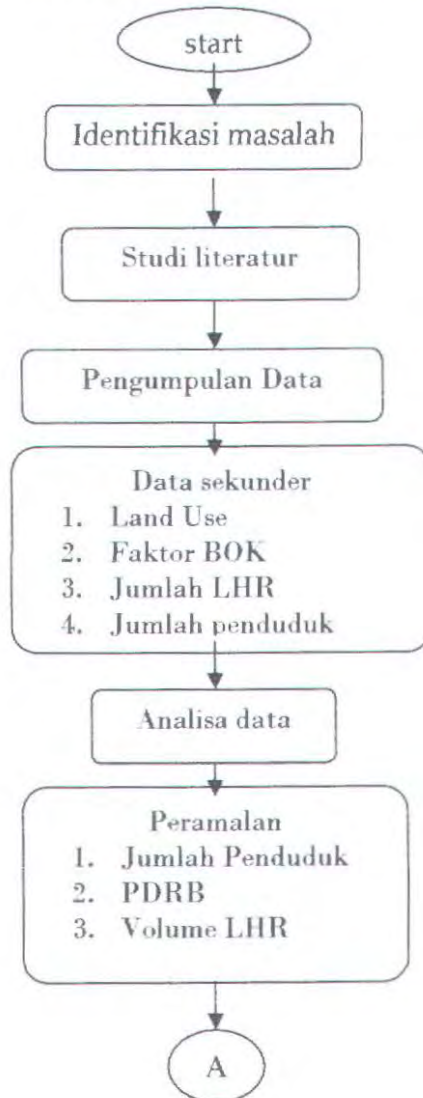 start
Identifikasi masalah
Studi literatur
Pengumpulan Data
Data sekunder
1. Land Use
2. Faktor BOK
3. Jumlah LHR
4. Jumlah penduduk
Analisa data
Peramalan
1. Jumlah Penduduk
2. PDRB
3. Volume LHR
A